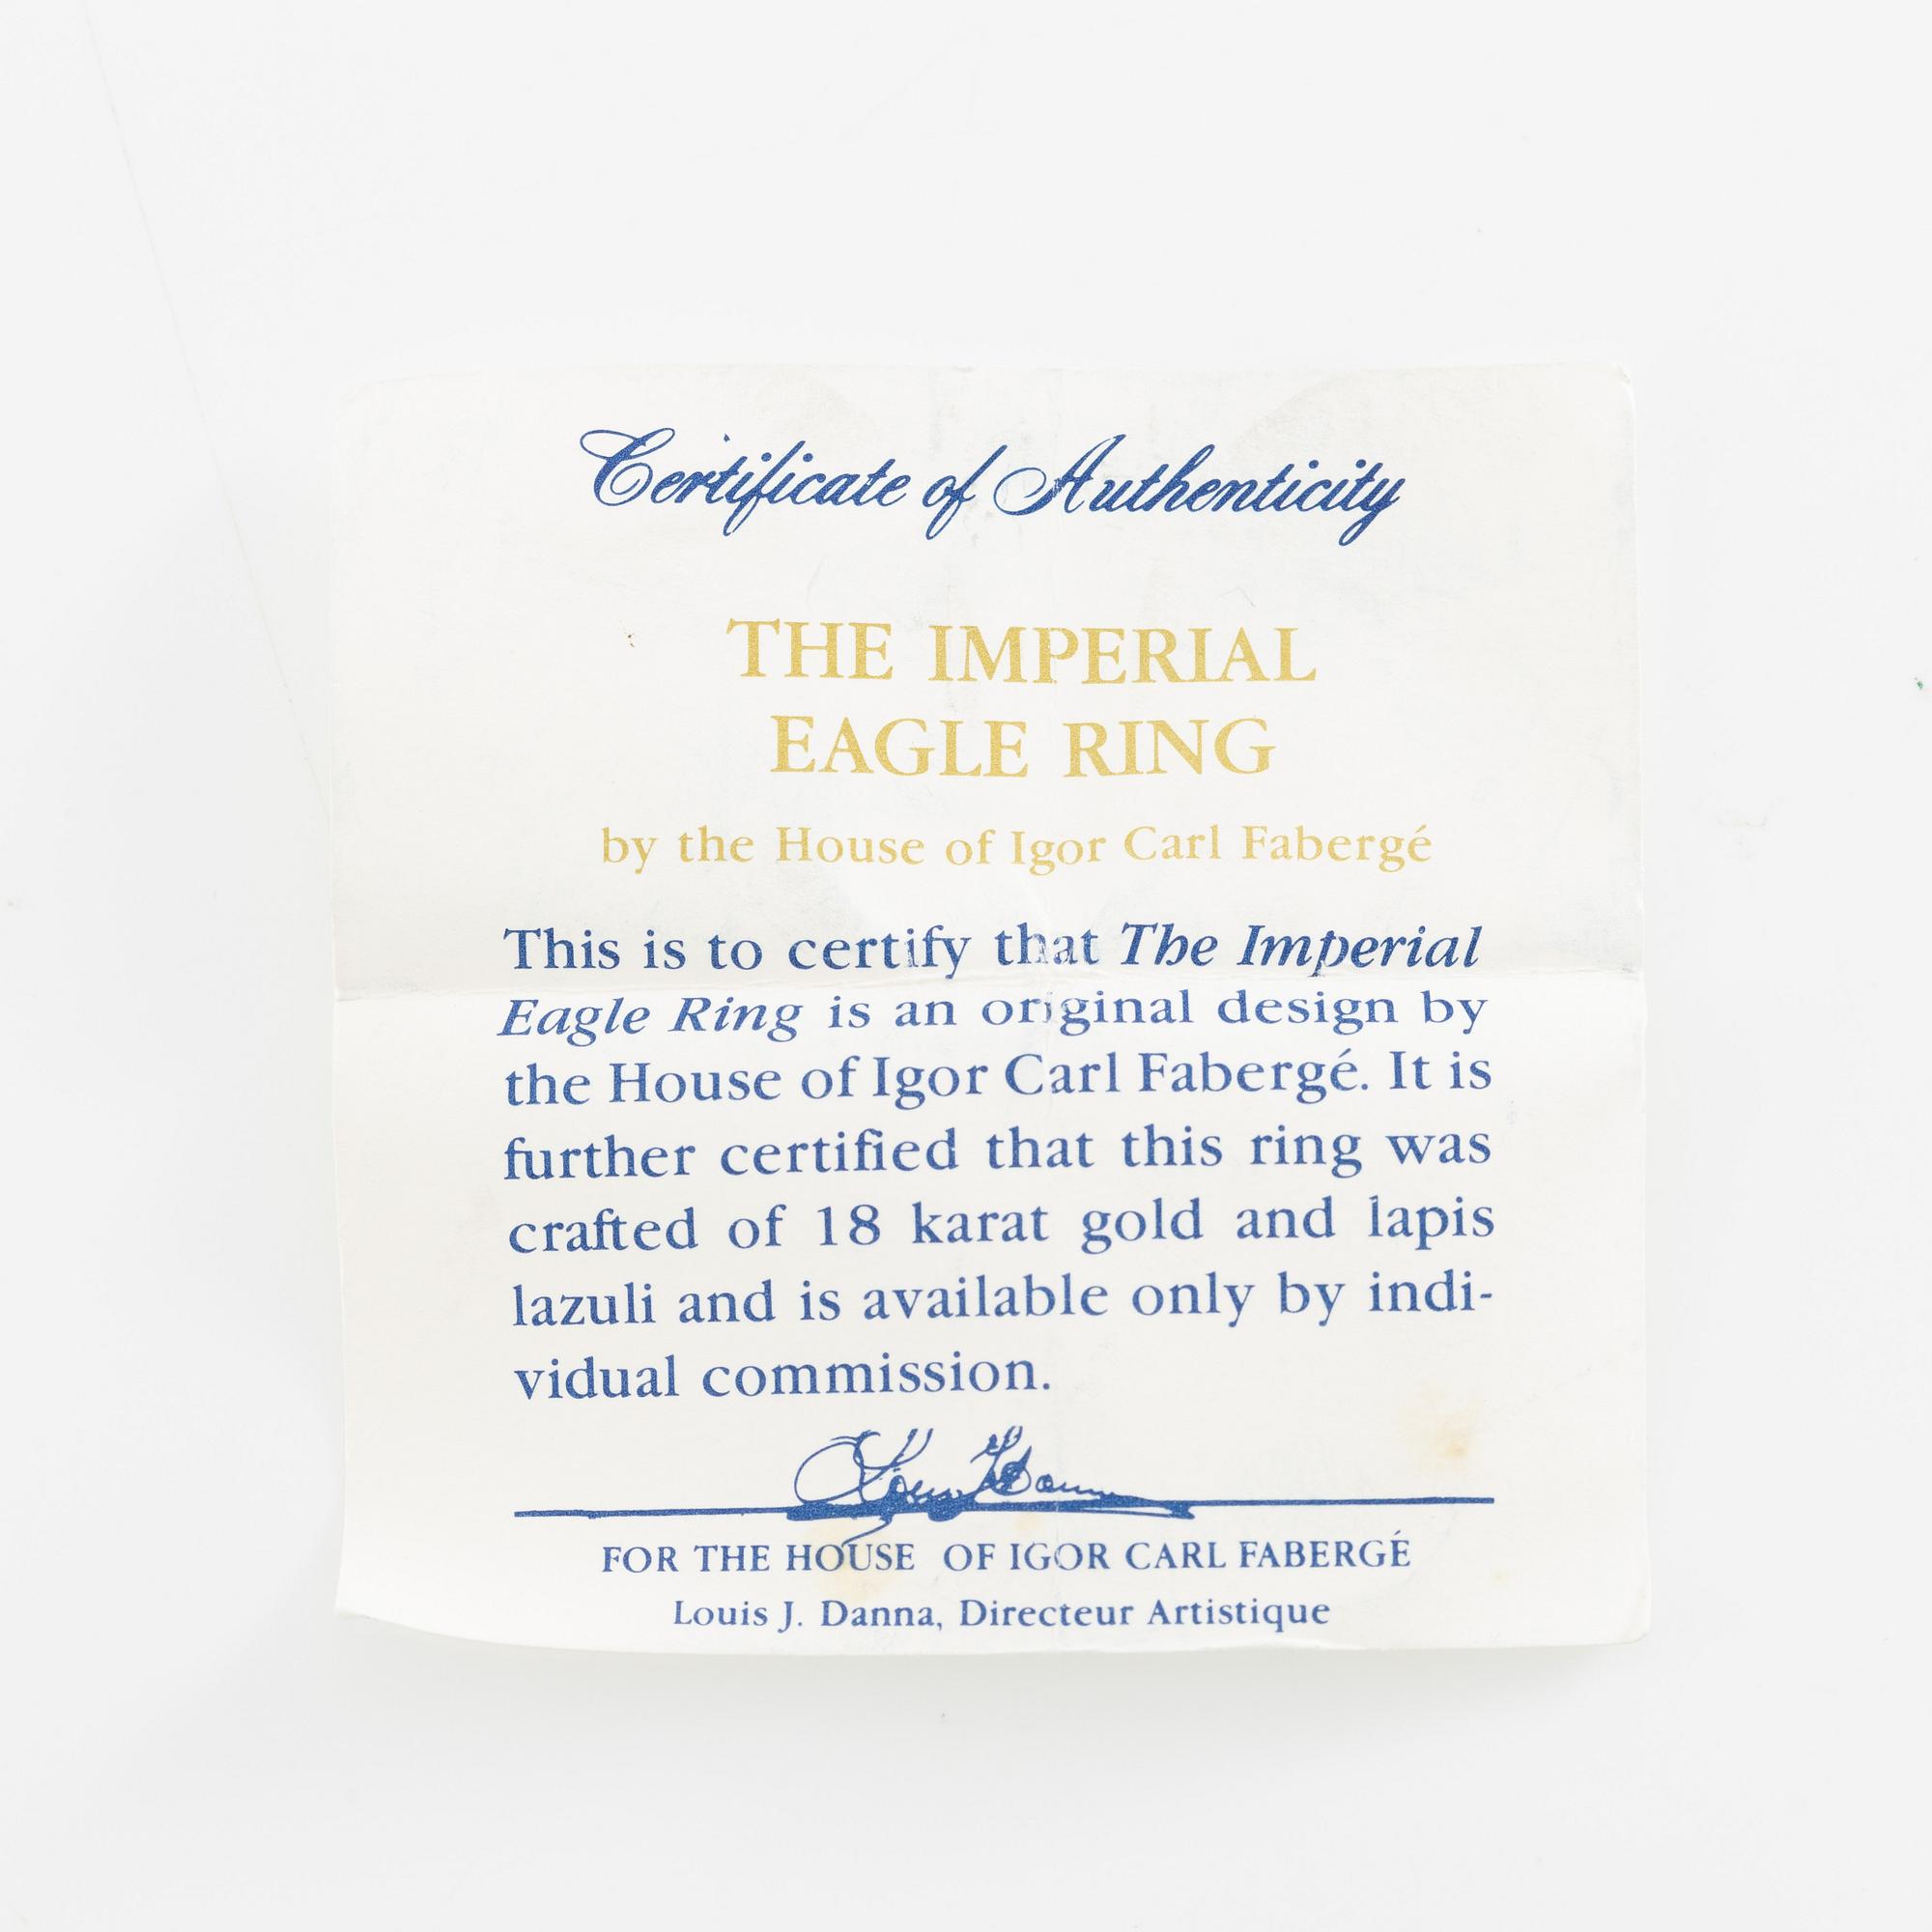 Certificate of Authenticity
THE IMPERIAL
EAGLE RING
by the House of Igor Carl Fabergé
This is to certify that The Imperial
Eagle Ring is an original design by
the House of Igor Carl Fabergé. It is
further certified that this ring was
crafted of 18 karat gold and lapis
lazuli and is available only by indi-
vidual commission.
FOR THE HOUSE OF IGOR CARL FABERGÉ
Louis J. Danna, Directeur Artistique